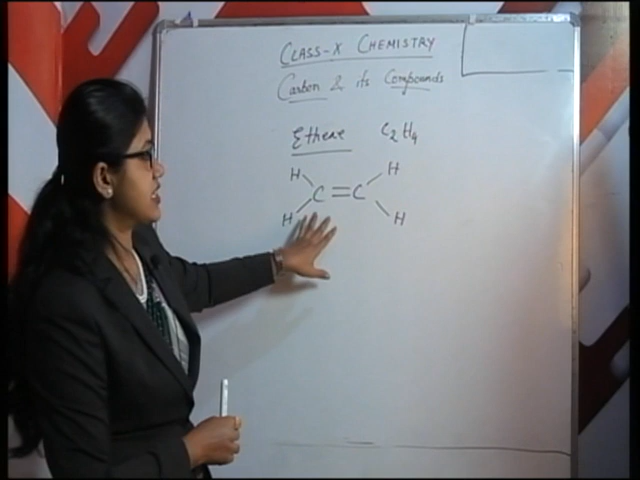 CLASS-X CHEMISTRY
Carbon & its Compounds
Ethene C2H4
H H
C=C
H H